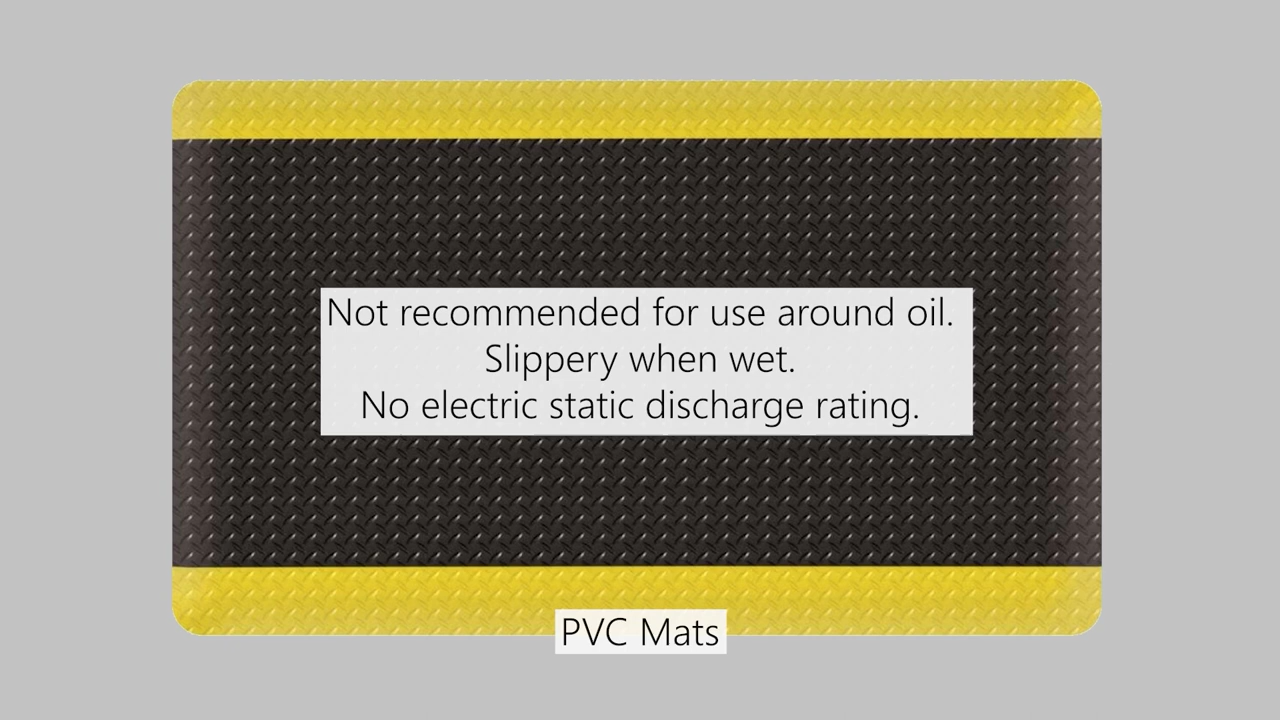 Not recommended for use around oil.
Slippery when wet.
No electric static discharge rating.
PVC Mats